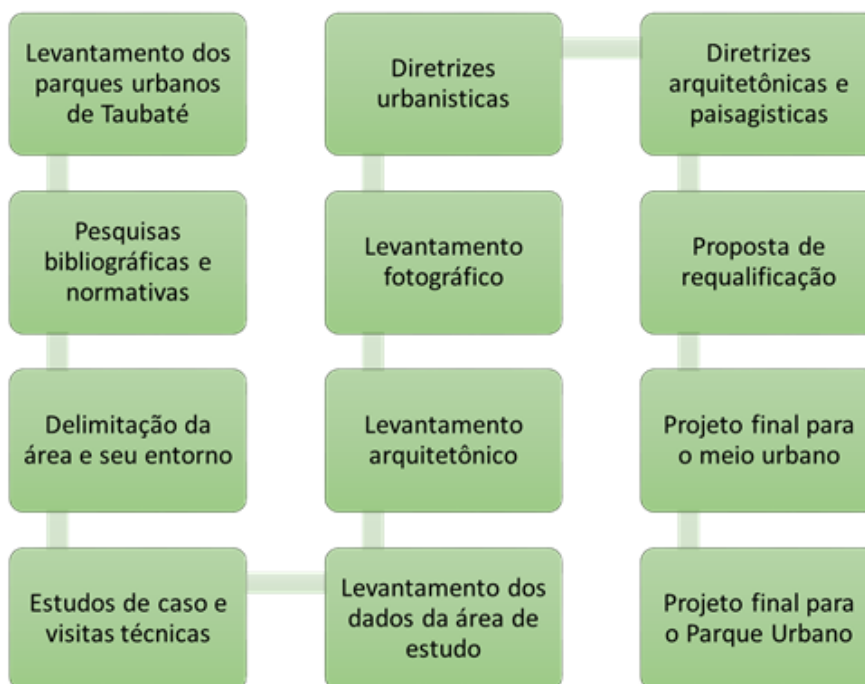 Levantamento dos
parques urbanos
de Taubaté
Pesquisas
bibliográficas e
normativas
Delimitação da
área e seu entorno
Estudos de caso e
visitas técnicas
Levantamento dos
dados da área de
estudo
Levantamento
arquitetônico
Levantamento
fotográfico
Diretrizes
urbanisticas
Diretrizes
arquitetônicas e
paisagisticas
Proposta de
requalificação
Projeto final para
o meio urbano
Projeto final para
o Parque Urbano